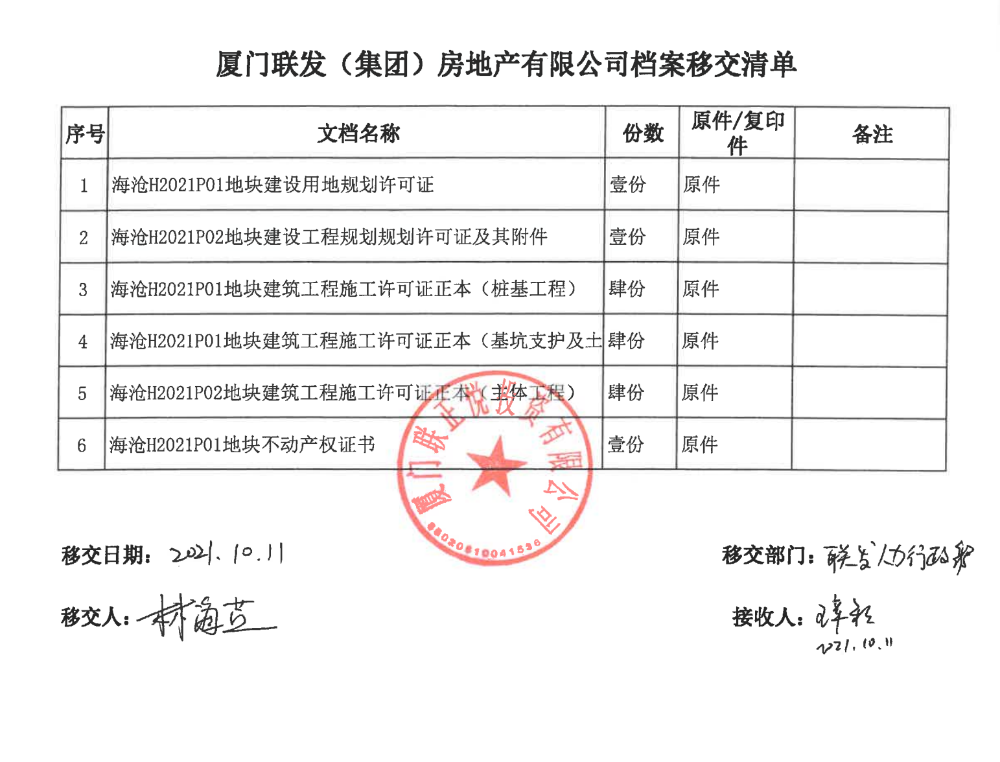 厦门联发（集团）房地产有限公司档案移交清单
序号 文档名称 份数 原件/复印件 备注
1 海沧H2021P01地块建设用地规划许可证 壹份 原件
2 海沧H2021P02地块建设工程规划规划许可证及其附件 壹份 原件
3 海沧H2021P01地块建筑工程施工许可证正本（桩基工程） 肆份 原件
4 海沧H2021P01地块建筑工程施工许可证正本（基坑支护及土 肆份 原件
5 海沧H2021P02地块建筑工程施工许可证正本（主体工程） 肆份 原件
6 海沧H2021P01地块不动产权证书 壹份 原件
厦门联正悦投资有限公司
移交日期：2021.10.11
移交部门：联发人力行政部
移交人：林海
接收人：
2021.10.11